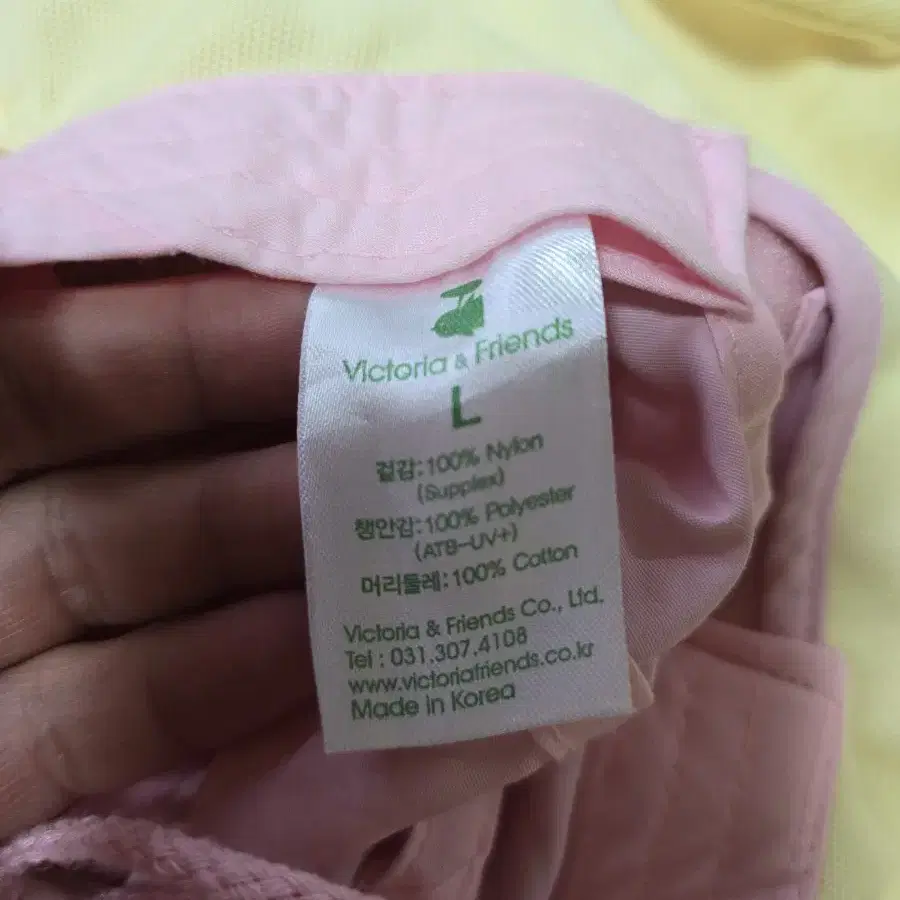 Victoria & Friends
L
겉감:100% Nylon
(Supplex)
챙안감:100% Polyester
(ATB-UV+)
머리둘레:100% Cotton
Victoria & Friends Co., Ltd.
Tel : 031.307.4108
www.victoriafriends.co.kr
Made in Korea